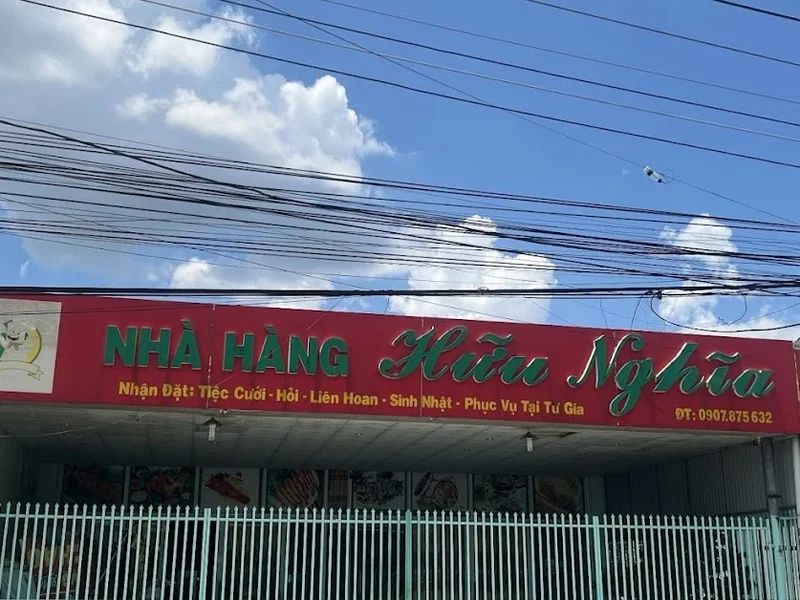 NHÀ HÀNG Hữu Nghĩa
Nhận Đặt: Tiệc Cưới - Hỏi - Liên Hoan - Sinh Nhật - Phục Vụ Tại Tư Gia
ĐT: 0907.875 632